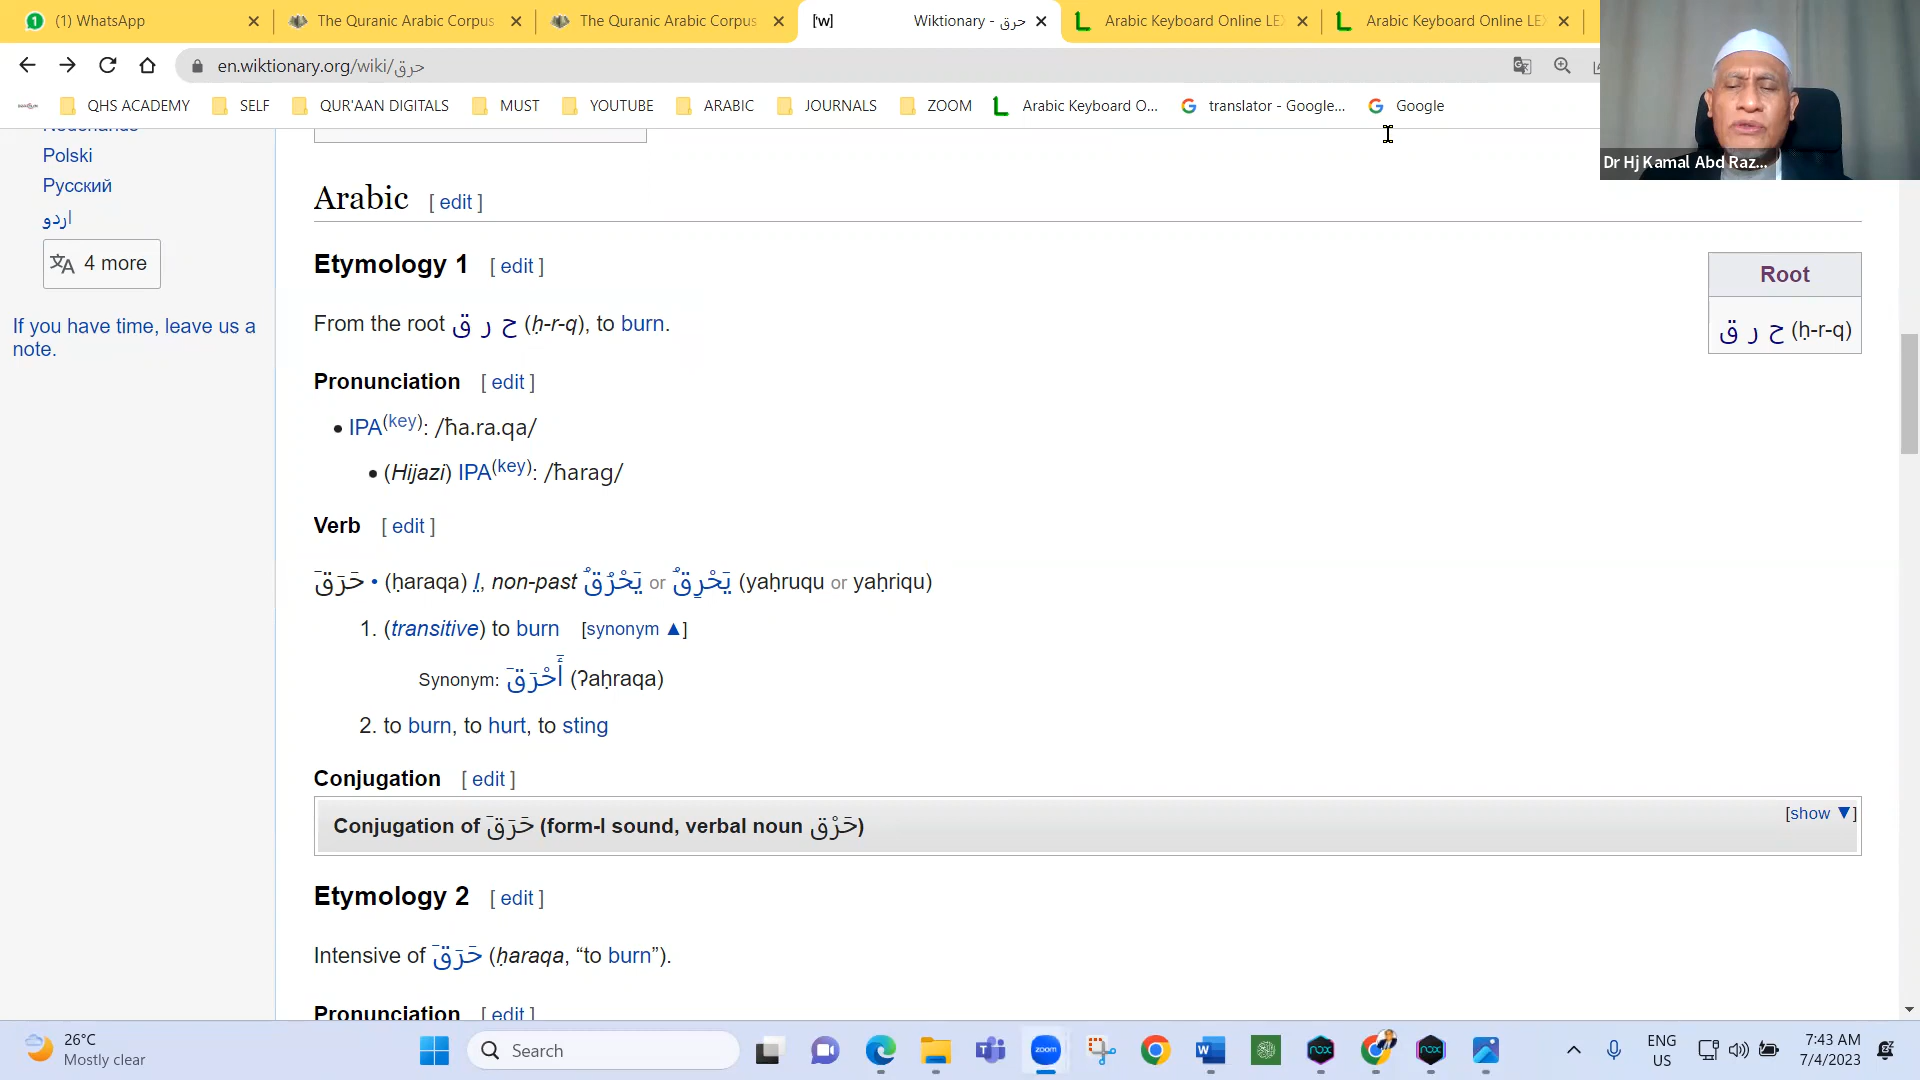 (1) WhatsApp
The Quranic Arabic Corpus
The Quranic Arabic Corpus
['w]
حرق - Wiktionary
Arabic Keyboard Online LE
Arabic Keyboard Online LE
en.wiktionary.org/wiki/حرق
QHS ACADEMY
SELF
QUR'AAN DIGITALS
MUST
YOUTUBE
ARABIC
JOURNALS
ZOOM
Arabic Keyboard O...
translator - Google...
Google
Dr Hj Kamal Abd Raz...
Polski
Русский
اردو
4 more
If you have time, leave us a
note.
Arabic [ edit ]
Etymology 1 [ edit ]
Root
ح ر ق (ḥ-r-q)
From the root ح ر ق (ḥ-r-q), to burn.
Pronunciation [ edit ]
• IPA(key): /ħa.ra.qa/
• (Hijazi) IPA(key): /ħarag/
Verb [ edit ]
حَرَقَ • (ḥaraqa) I, non-past يَحْرُقُ or يَحْرِقُ (yaḥruqu or yaḥriqu)
1. (transitive) to burn [synonym ▲]
Synonym: أَحْرَقَ (ʔaḥraqa)
2. to burn, to hurt, to sting
Conjugation [ edit ]
Conjugation of حَرَقَ (form-I sound, verbal noun حَرْق)
[show ▼]
Etymology 2 [ edit ]
Intensive of حَرَقَ (ḥaraqa, “to burn”).
Pronunciation [ edit ]
26°C
Mostly clear
Search
zoom
ENG
US
7:43 AM
7/4/2023